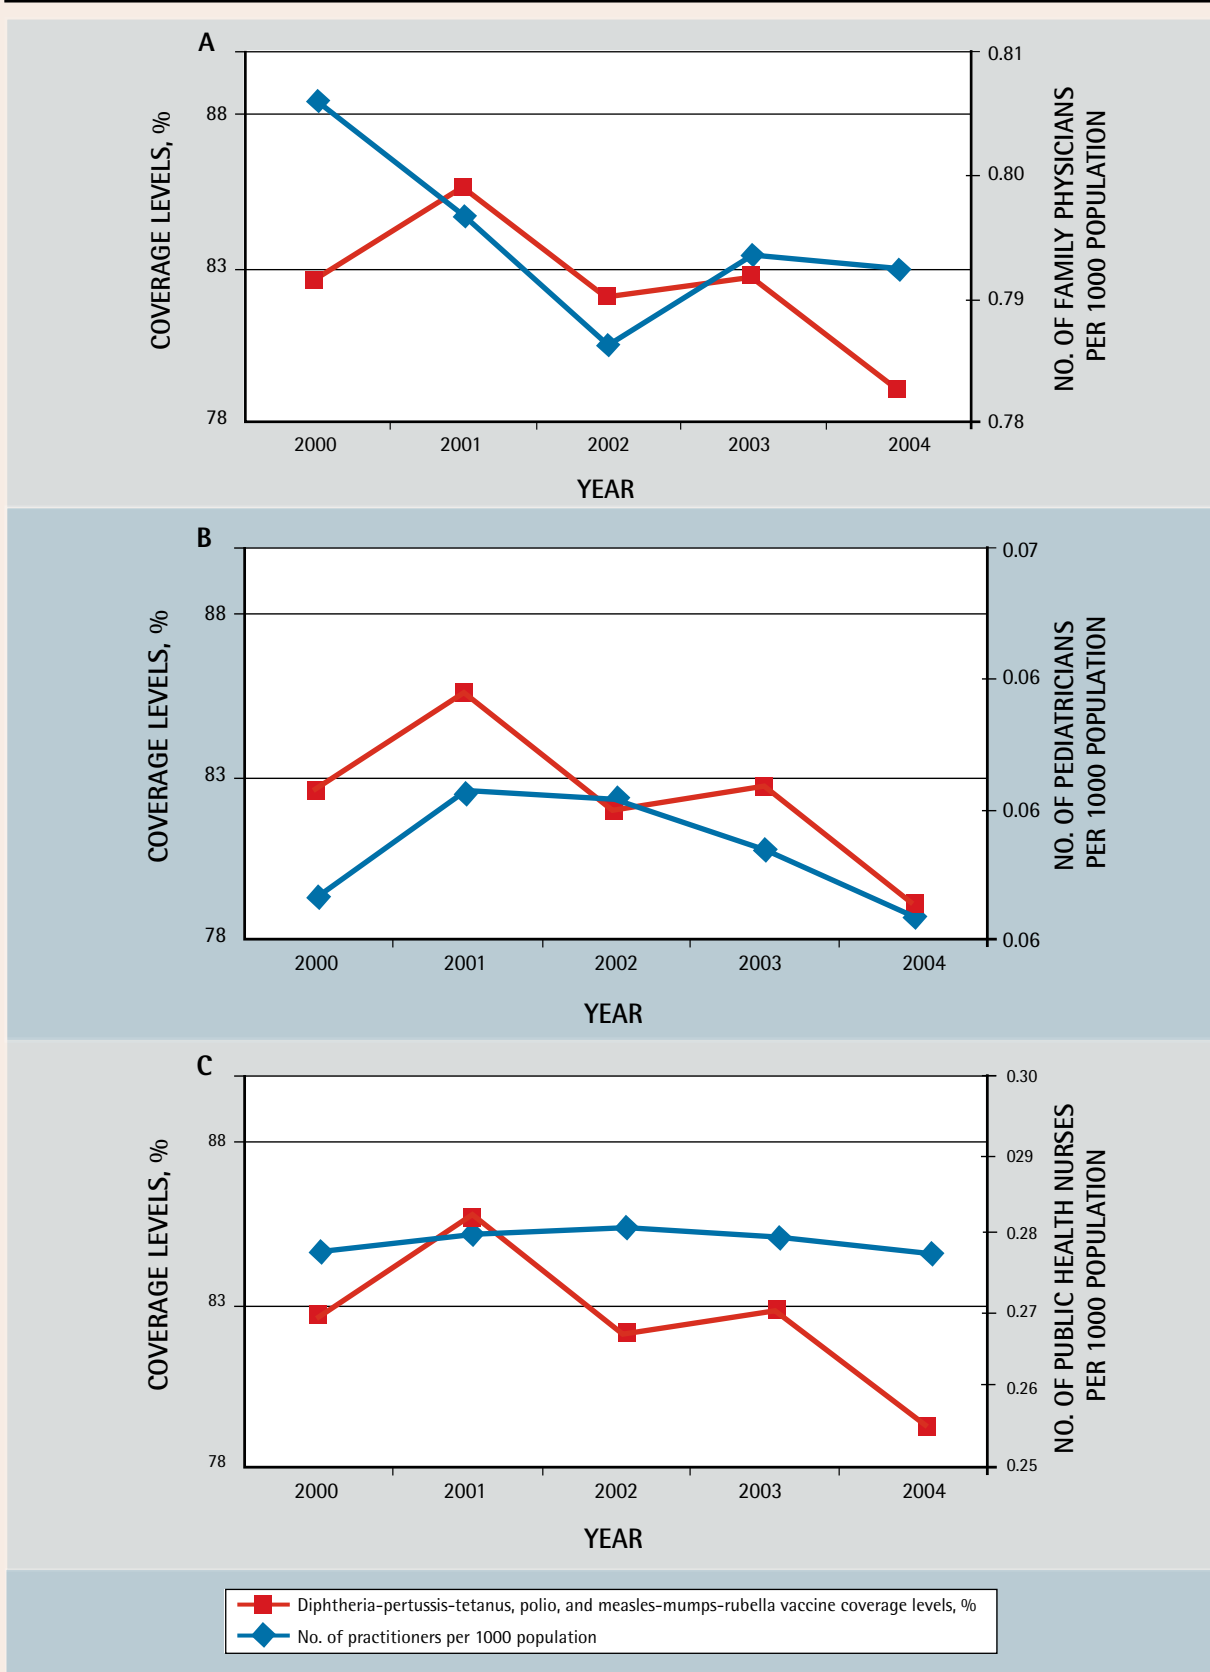 A
COVERAGE LEVELS, %
88
83
78
0.81
0.80
0.79
0.78
NO. OF FAMILY PHYSICIANS
PER 1000 POPULATION
2000 2001 2002 2003 2004
YEAR
B
COVERAGE LEVELS, %
88
83
78
0.07
0.06
0.06
0.06
NO. OF PEDIATRICIANS
PER 1000 POPULATION
2000 2001 2002 2003 2004
YEAR
C
COVERAGE LEVELS, %
88
83
78
0.30
029
0.28
0.27
0.26
0.25
NO. OF PUBLIC HEALTH NURSES
PER 1000 POPULATION
2000 2001 2002 2003 2004
YEAR
Diphtheria-pertussis-tetanus, polio, and measles-mumps-rubella vaccine coverage levels, %
No. of practitioners per 1000 population